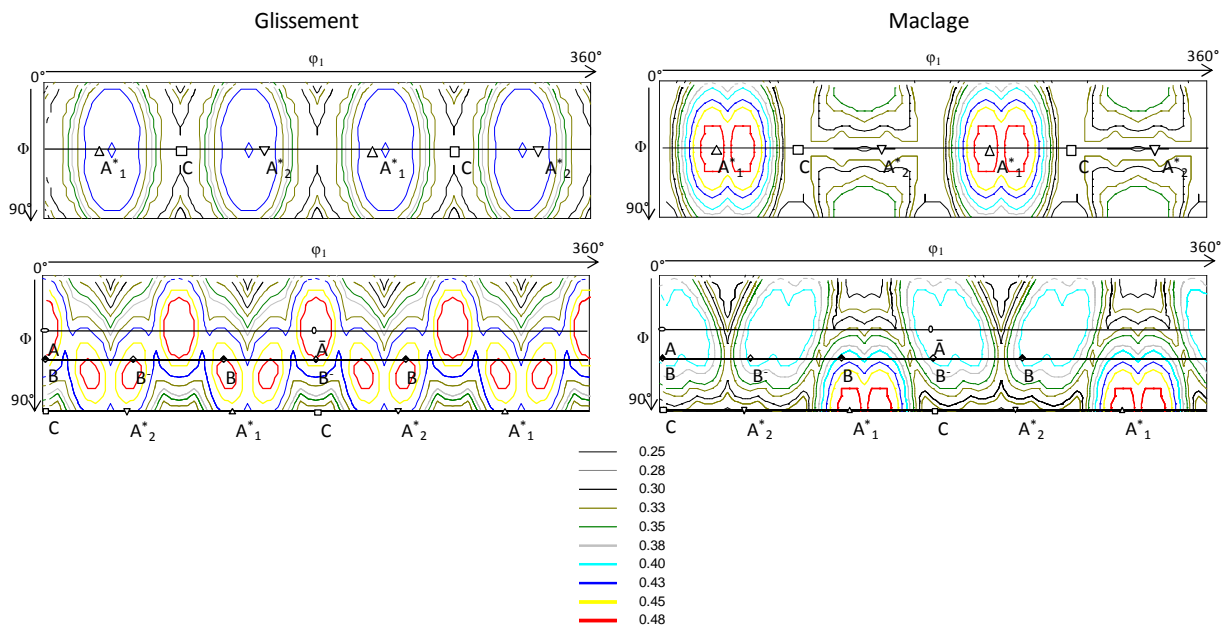 Glissement
Maclage
0° φ1 360°
Φ
A*1 C A*2 A*1 C A*2
90°
0° φ1 360°
Φ
A*1 C A*2 A*1 C A*2
90°
0° φ1 360°
Φ
A Ā
B B- B B- B
90°
C A*2 A*1 C A*2 A*1
0° φ1 360°
Φ
A Ā
B B- B B- B
90°
C A*2 A*1 C A*2 A*1
0.25
0.28
0.30
0.33
0.35
0.38
0.40
0.43
0.45
0.48